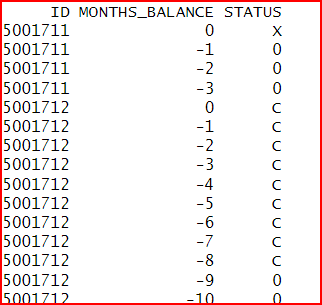 ID MONTHS_BALANCE STATUS
5001711 0 X
5001711 -1 0
5001711 -2 0
5001711 -3 0
5001712 0 C
5001712 -1 C
5001712 -2 C
5001712 -3 C
5001712 -4 C
5001712 -5 C
5001712 -6 C
5001712 -7 C
5001712 -8 C
5001712 -9 0
5001712 -10 0